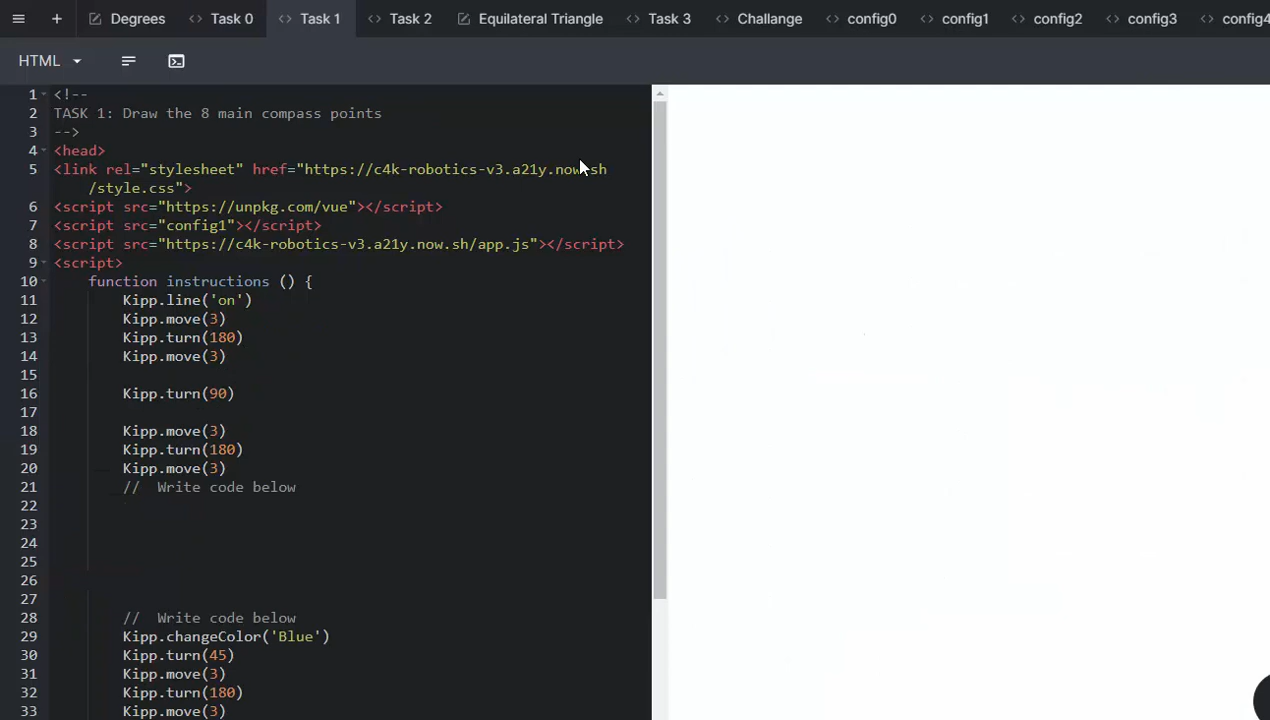 Degrees Task 0 Task 1 Task 2 Equilateral Triangle Task 3 Challange config0 config1 config2 config3 config4
HTML
1 <!--
2 TASK 1: Draw the 8 main compass points
3 -->
4 <head>
5 <link rel="stylesheet" href="https://c4k-robotics-v3.a21y.now.sh
/style.css">
6 <script src="https://unpkg.com/vue"></script>
7 <script src="config1"></script>
8 <script src="https://c4k-robotics-v3.a21y.now.sh/app.js"></script>
9 <script>
10 function instructions () {
11 Kipp.line('on')
12 Kipp.move(3)
13 Kipp.turn(180)
14 Kipp.move(3)
15
16 Kipp.turn(90)
17
18 Kipp.move(3)
19 Kipp.turn(180)
20 Kipp.move(3)
21 // Write code below
22
23
24
25
26
27
28 // Write code below
29 Kipp.changeColor('Blue')
30 Kipp.turn(45)
31 Kipp.move(3)
32 Kipp.turn(180)
33 Kipp.move(3)